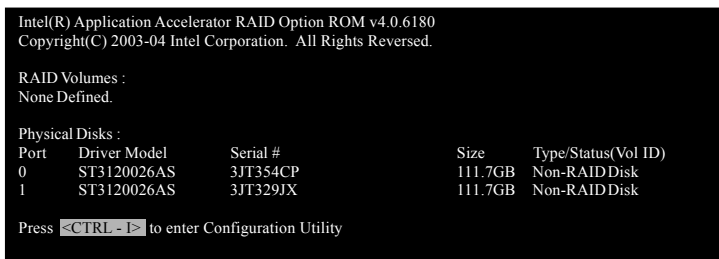 Intel(R) Application Accelerator RAID Option ROM v4.0.6180
Copyright(C) 2003-04 Intel Corporation. All Rights Reversed.
RAID Volumes :
None Defined.
Physical Disks :
Port Driver Model Serial # Size Type/Status(Vol ID)
0 ST3120026AS 3JT354CP 111.7GB Non-RAID Disk
1 ST3120026AS 3JT329JX 111.7GB Non-RAID Disk
Press <CTRL - I> to enter Configuration Utility